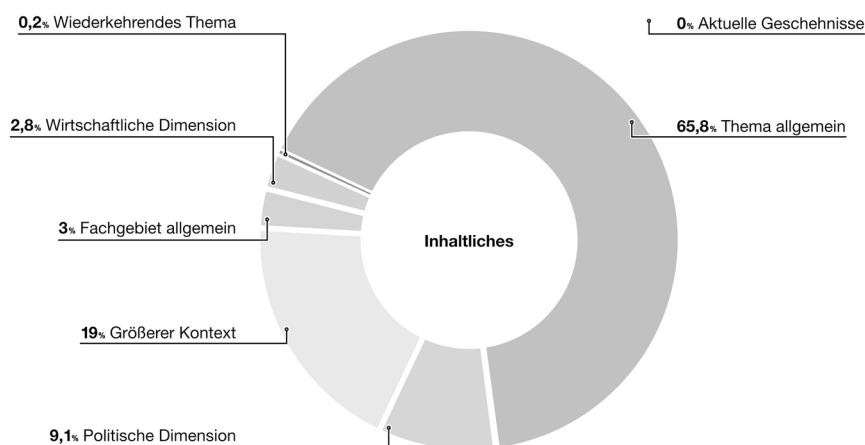 0,2% Wiederkehrendes Thema
0% Aktuelle Geschehnisse
2,8% Wirtschaftliche Dimension
65,8% Thema allgemein
3% Fachgebiet allgemein
Inhaltliches
19% Größerer Kontext
9,1% Politische Dimension